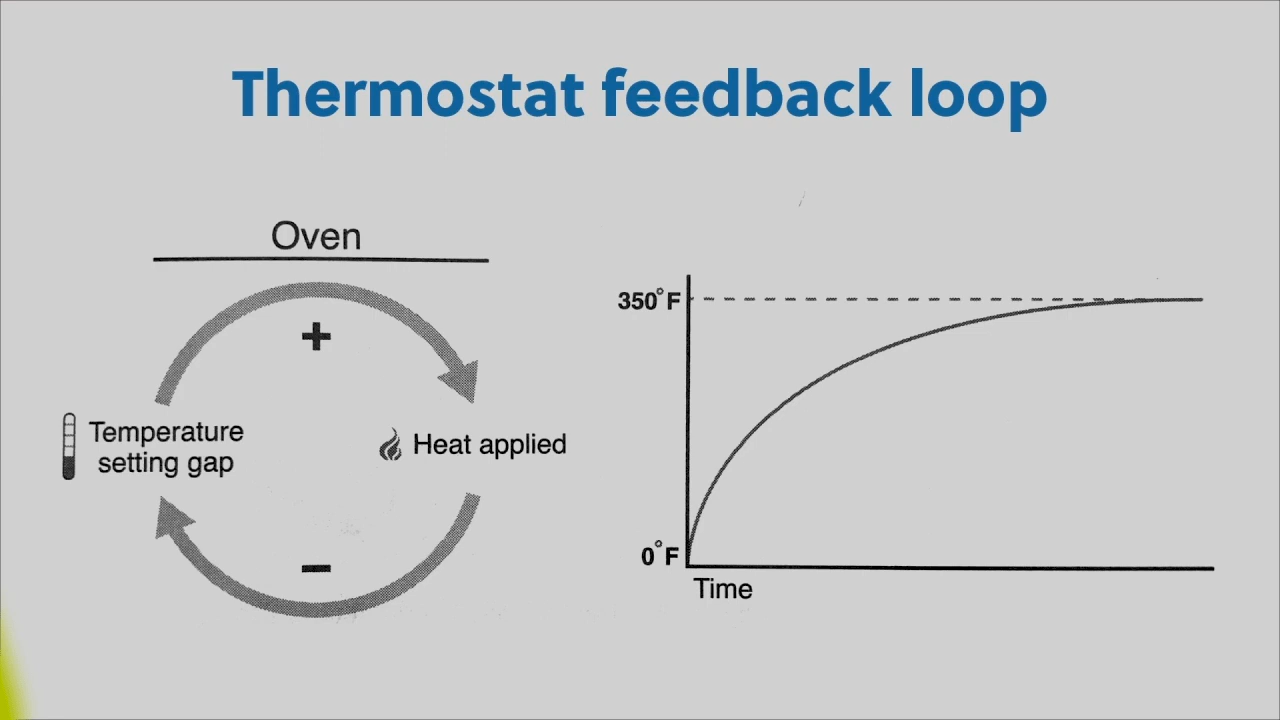 Thermostat feedback loop
Oven
+
Temperature
setting gap
Heat applied
−
350°F
0°F
Time